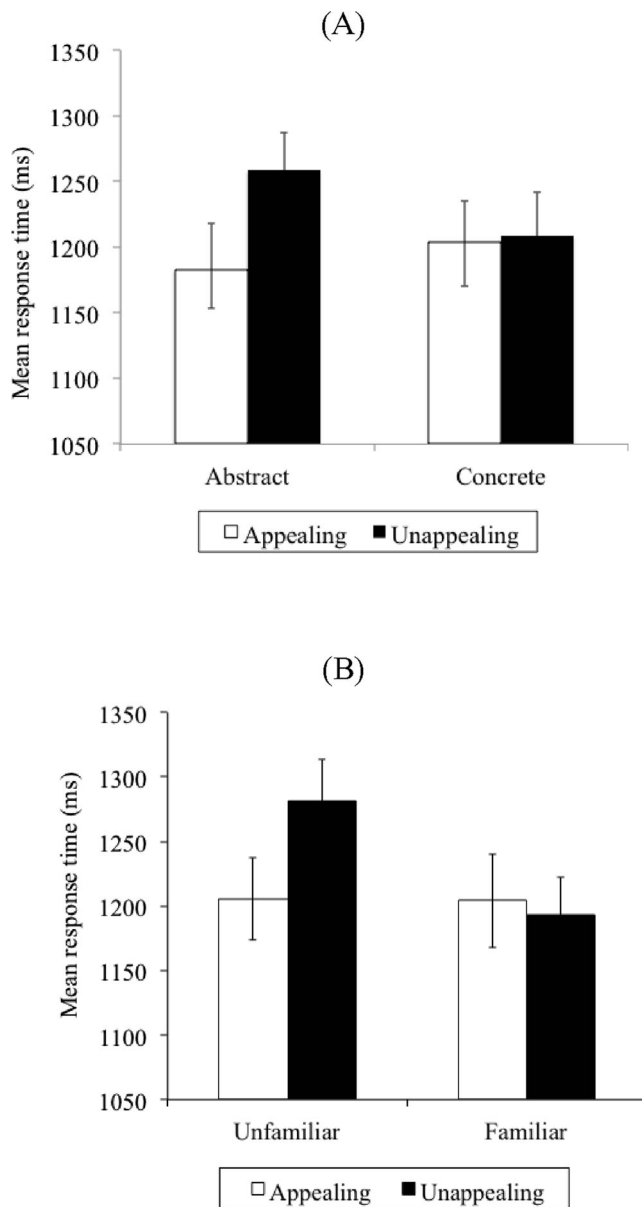 (A)
Mean response time (ms)
1350
1300
1250
1200
1150
1100
1050
Abstract Concrete
Appealing Unappealing
(B)
Mean response time (ms)
1350
1300
1250
1200
1150
1100
1050
Unfamiliar Familiar
Appealing Unappealing